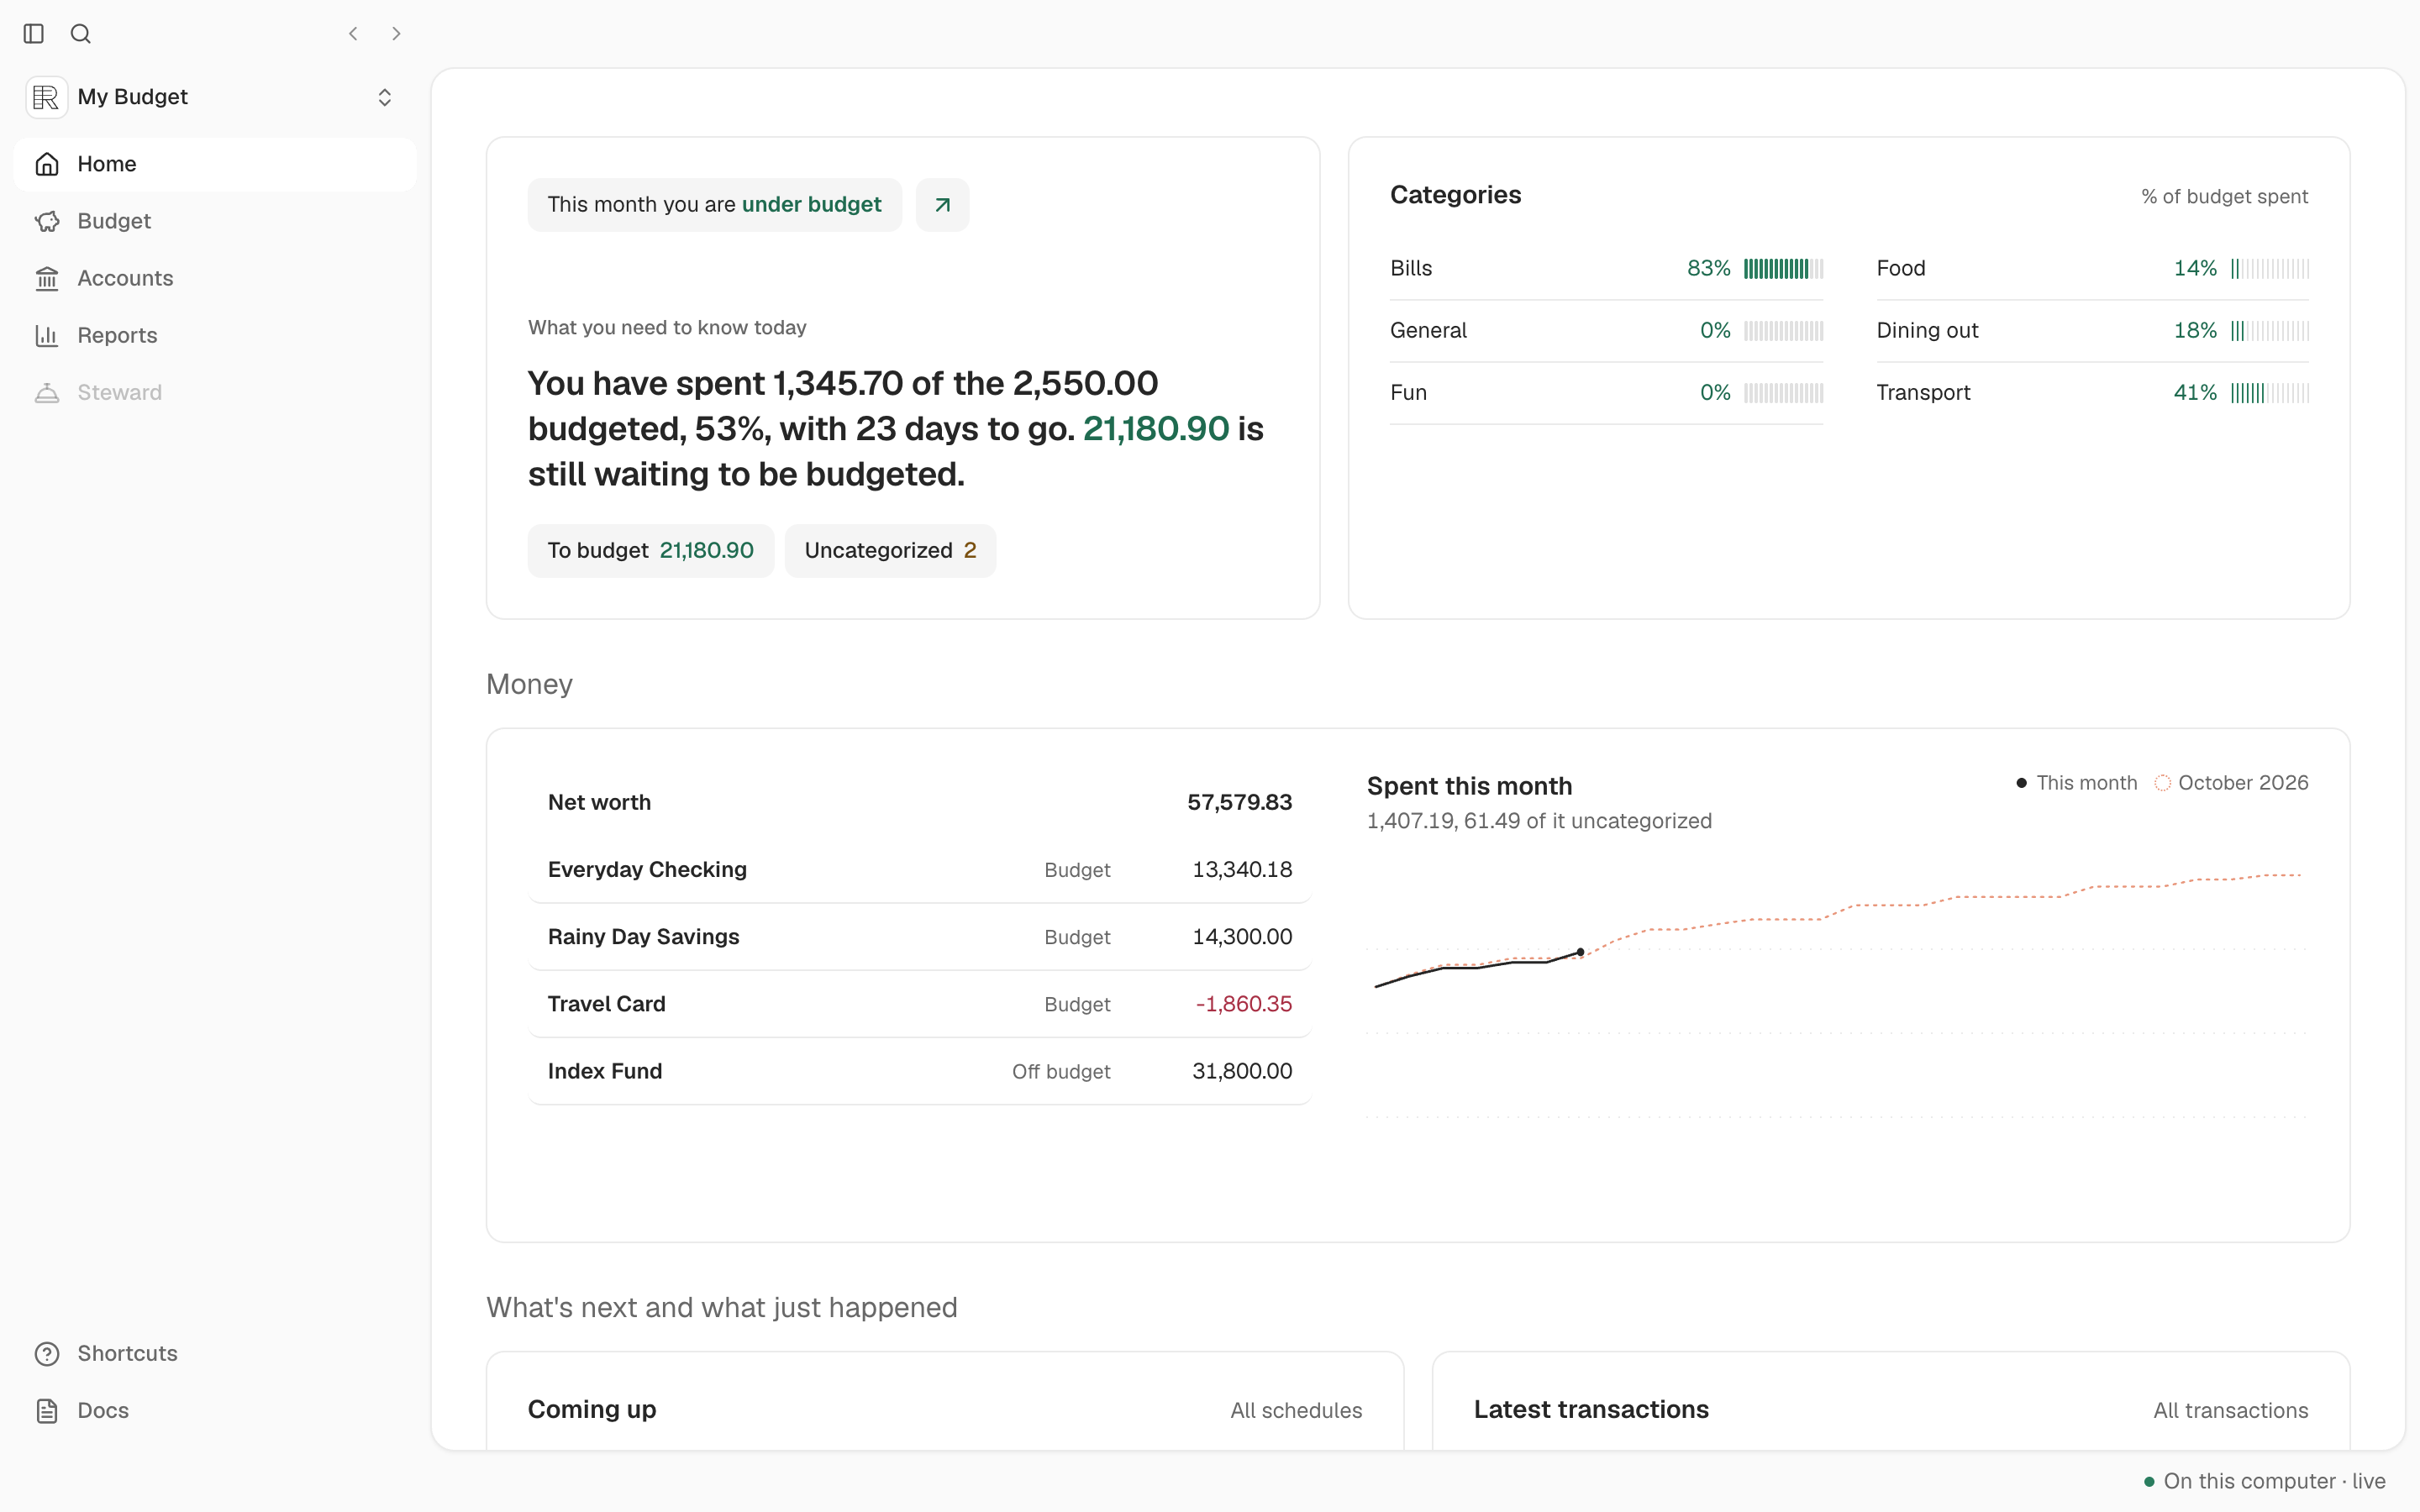 My Budget
Home
Budget
Accounts
Reports
Steward
Shortcuts
Docs
This month you are under budget
What you need to know today
You have spent 1,345.70 of the 2,550.00
budgeted, 53%, with 23 days to go. 21,180.90 is
still waiting to be budgeted.
To budget 21,180.90 Uncategorized 2
Categories % of budget spent
Bills 83% Food 14%
General 0% Dining out 18%
Fun 0% Transport 41%
Money
Net worth 57,579.83
Everyday Checking Budget 13,340.18
Rainy Day Savings Budget 14,300.00
Travel Card Budget -1,860.35
Index Fund Off budget 31,800.00
Spent this month This month October 2026
1,407.19, 61.49 of it uncategorized
What's next and what just happened
Coming up All schedules
Latest transactions All transactions
On this computer · live